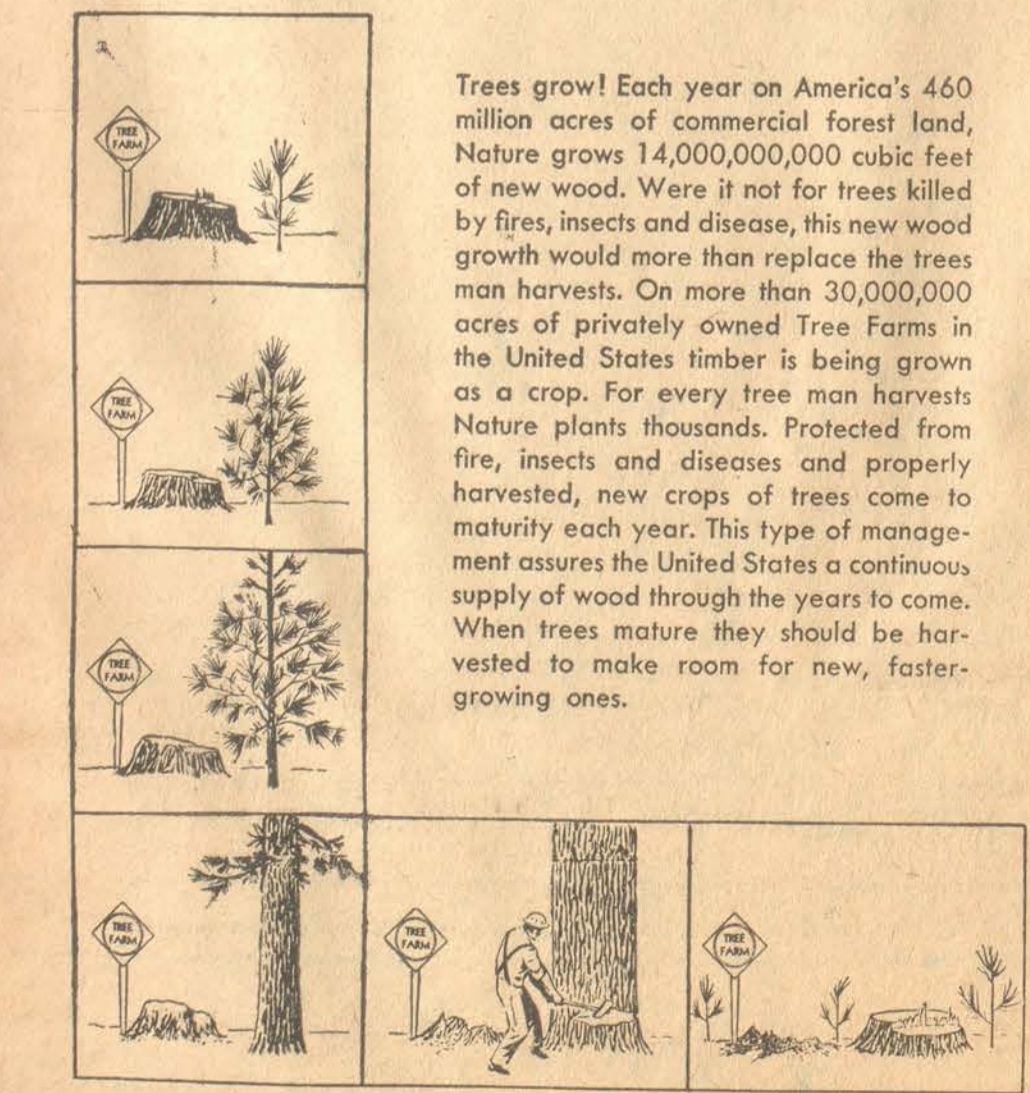 TREE
FARM
Trees grow! Each year on America's 460
million acres of commercial forest land,
Nature grows 14,000,000,000 cubic feet
of new wood. Were it not for trees killed
by fires, insects and disease, this new wood
growth would more than replace the trees
man harvests. On more than 30,000,000
acres of privately owned Tree Farms in
the United States timber is being grown
as a crop. For every tree man harvests
Nature plants thousands. Protected from
fire, insects and diseases and properly
harvested, new crops of trees come to
maturity each year. This type of manage-
ment assures the United States a continuous
supply of wood through the years to come.
When trees mature they should be har-
vested to make room for new, faster-
growing ones.
TREE
FARM
TREE
FARM
TREE
FARM
TREE
FARM
TREE
FARM